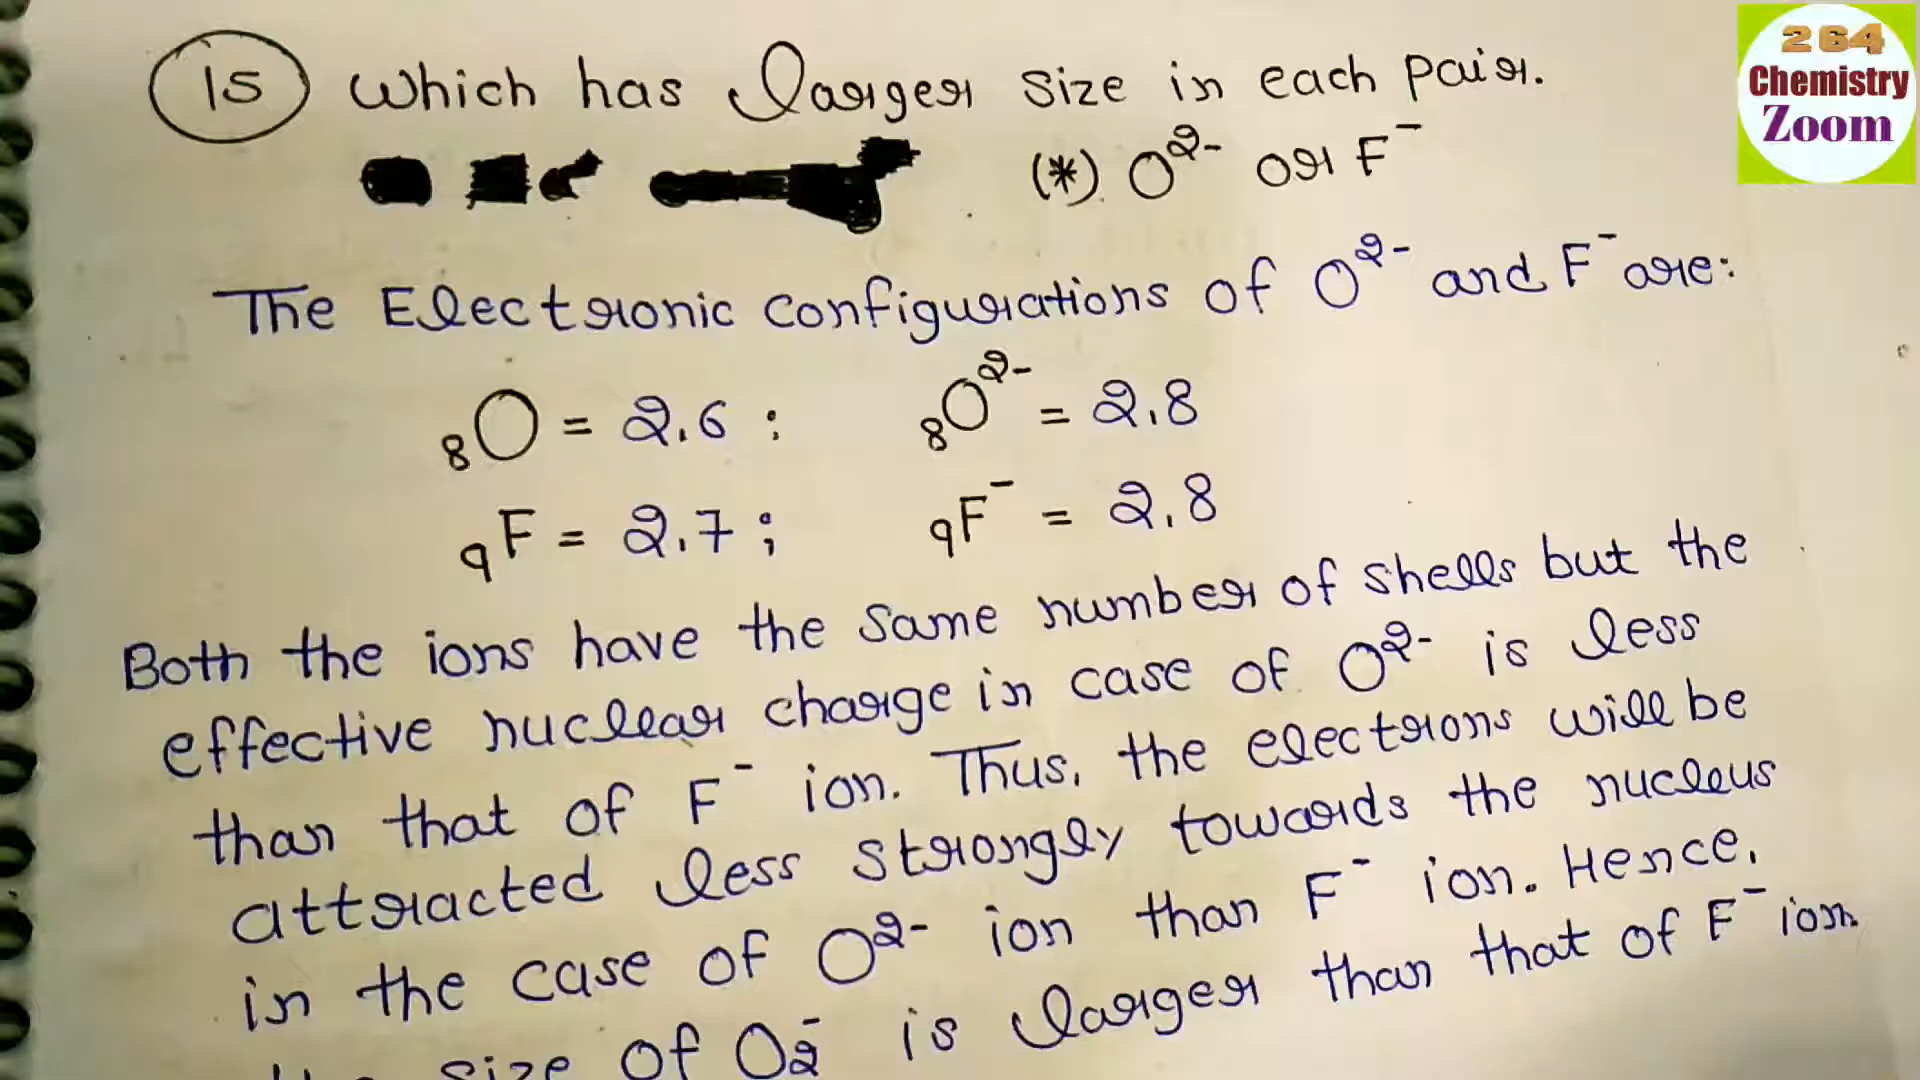 264
Chemistry
Zoom
15 Which has larger size in each pair.
(*) O²⁻ or F⁻
The Electronic configurations of O²⁻ and F⁻ are:
₈O = 2.6 : ₈O²⁻ = 2.8
₉F = 2.7 ; ₉F⁻ = 2.8
Both the ions have the same number of shells but the
effective nuclear charge in case of O²⁻ is less
than that of F⁻ ion. Thus, the electrons will be
attracted less strongly towards the nucleus
in the case of O²⁻ ion than F⁻ ion. Hence,
size of O₂⁻ is larger than that of F⁻ ion.